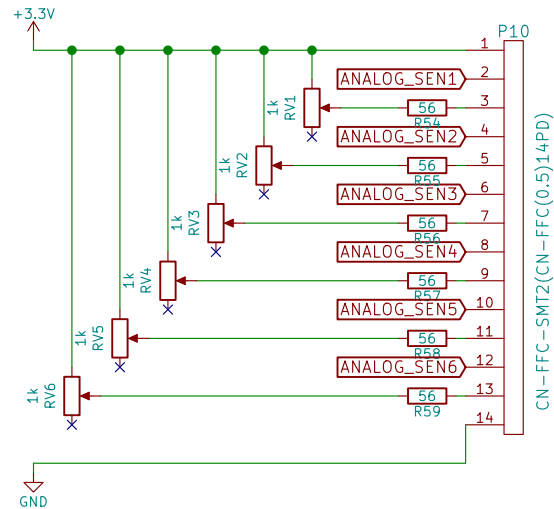 +3.3V
P10
1
ANALOG_SEN1
2
1k
RV1
56
R54
3
ANALOG_SEN2
4
1k
RV2
56
R55
5
ANALOG_SEN3
6
1k
RV3
56
R56
7
ANALOG_SEN4
8
1k
RV4
56
R57
9
ANALOG_SEN5
10
1k
RV5
56
R58
11
ANALOG_SEN6
12
1k
RV6
56
R59
13
14
CN-FFC-SMT2(CN-FFC(0.5)14PD)
GND